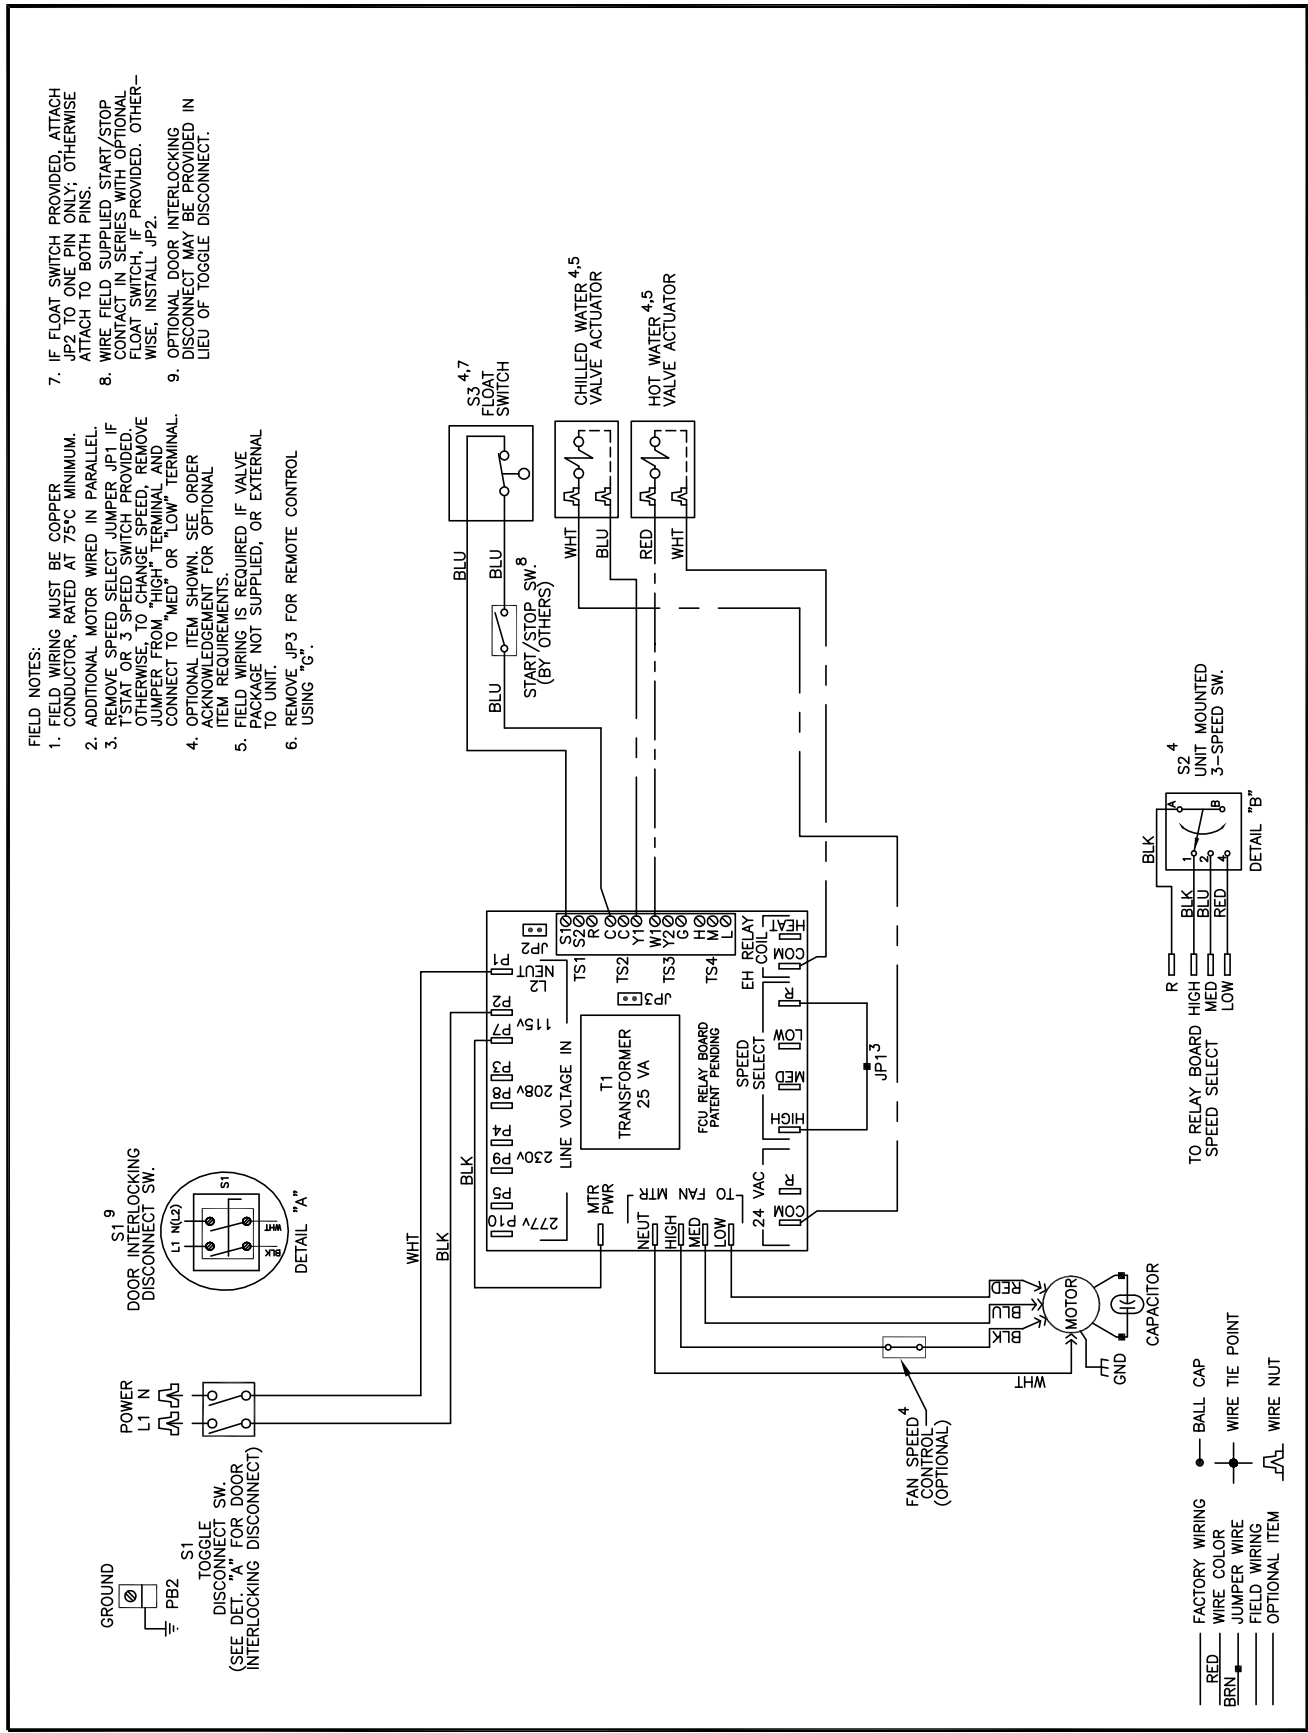 FIELD NOTES:
1. FIELD WIRING MUST BE COPPER
CONDUCTOR, RATED AT 75°C MINIMUM.
2. ADDITIONAL MOTOR WIRED IN PARALLEL.
3. REMOVE SPEED SELECT JUMPER JP1 IF
T'STAT OR 3 SPEED SWITCH PROVIDED.
OTHERWISE, TO CHANGE SPEED, REMOVE
JUMPER FROM "HIGH" TERMINAL AND
CONNECT TO "MED" OR "LOW" TERMINAL.
4. OPTIONAL ITEM SHOWN. SEE ORDER
ACKNOWLEDGEMENT FOR OPTIONAL
ITEM REQUIREMENTS.
5. FIELD WIRING IS REQUIRED IF VALVE
PACKAGE NOT SUPPLIED, OR EXTERNAL
TO UNIT.
6. REMOVE JP3 FOR REMOTE CONTROL
USING "G".
7. IF FLOAT SWITCH PROVIDED, ATTACH
JP2 TO ONE PIN ONLY; OTHERWISE
ATTACH TO BOTH PINS.
8. WIRE FIELD SUPPLIED START/STOP
CONTACT IN SERIES WITH OPTIONAL
FLOAT SWITCH, IF PROVIDED. OTHER-
WISE, INSTALL JP2.
9. OPTIONAL DOOR INTERLOCKING
DISCONNECT MAY BE PROVIDED IN
LIEU OF TOGGLE DISCONNECT.
GROUND
PB2
S1
TOGGLE
DISCONNECT SW.
(SEE DET. "A" FOR DOOR
INTERLOCKING DISCONNECT)
POWER
L1 N
S1 9
DOOR INTERLOCKING
DISCONNECT SW.
L1 N(L2)
S1
BLK
WHT
DETAIL "A"
WHT
BLK
BLK
P10
P5
P9
P4
P8
P3
P7
P2
P1
277v
230v
208v
115v
L2
NEUT
LINE VOLTAGE IN
JP2
MTR
PWR
T1
TRANSFORMER
25 VA
JP3
TO FAN MTR
NEUT
HIGH
MED
LOW
FCU RELAY BOARD
PATENT PENDING
TS1
TS2
TS3
TS4
S1
S2
R
C
C
Y1
W1
Y2
G
H
M
L
24 VAC
COM
R
SPEED
SELECT
HIGH
MED
LOW
R
EH RELAY
COIL
COM
HEAT
JP1 3
BLU
BLU
BLU
START/STOP SW. 8
(BY OTHERS)
S3 4,7
FLOAT
SWITCH
WHT
BLU
CHILLED WATER 4,5
VALVE ACTUATOR
RED
WHT
HOT WATER 4,5
VALVE ACTUATOR
RED
BLU
BLK
WHT
MOTOR
GND
CAPACITOR
FAN SPEED 4
CONTROL
(OPTIONAL)
BLK
A
B
1
2
4
BLK
BLU
RED
R
HIGH
MED
LOW
TO RELAY BOARD
SPEED SELECT
S2 4
UNIT MOUNTED
3-SPEED SW.
DETAIL "B"
FACTORY WIRING
RED
WIRE COLOR
BRN
JUMPER WIRE
FIELD WIRING
OPTIONAL ITEM
BALL CAP
WIRE TIE POINT
WIRE NUT